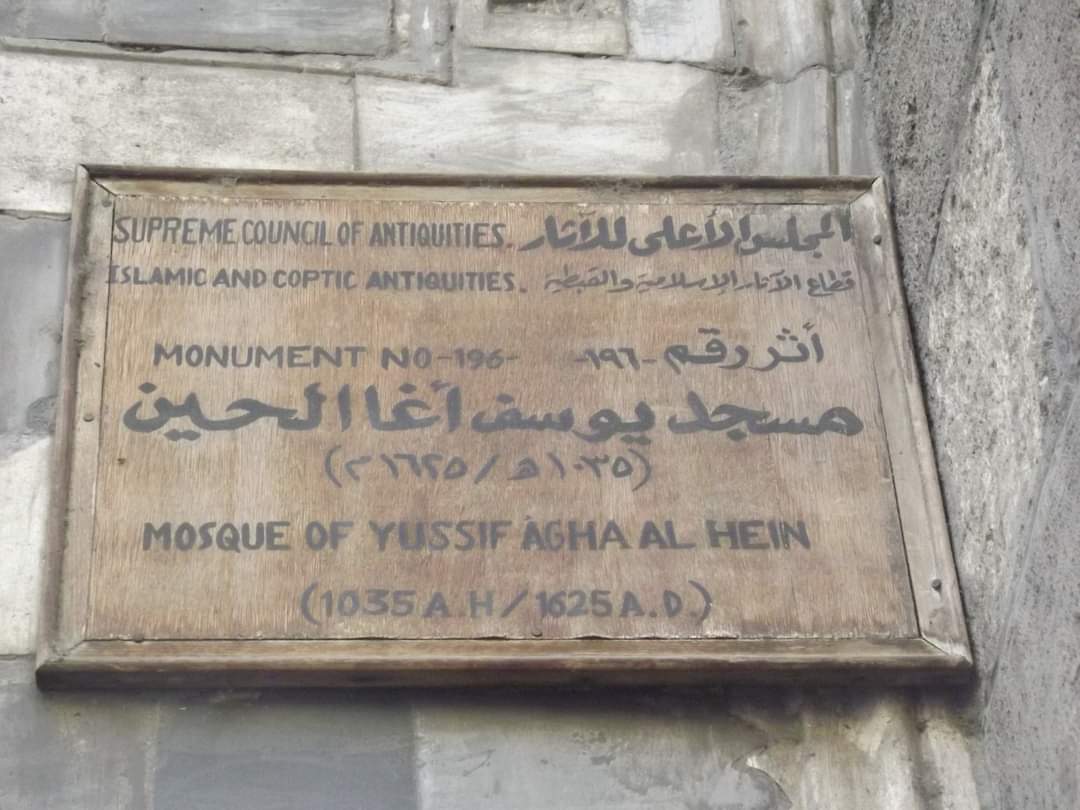 SUPREME COUNCIL OF ANTIQUITIES. المجلس الأعلى للآثار
ISLAMIC AND COPTIC ANTIQUITIES. قطاع الآثار الإسلامية والقبطية
MONUMENT NO-196- أثر رقم -١٩٦-
مسجد يوسف أغا الحين
(١٠٣٥هـ/١٦٢٥م)
MOSQUE OF YUSSIF AGHA AL HEIN
(1035 A.H/1625 A.D.)